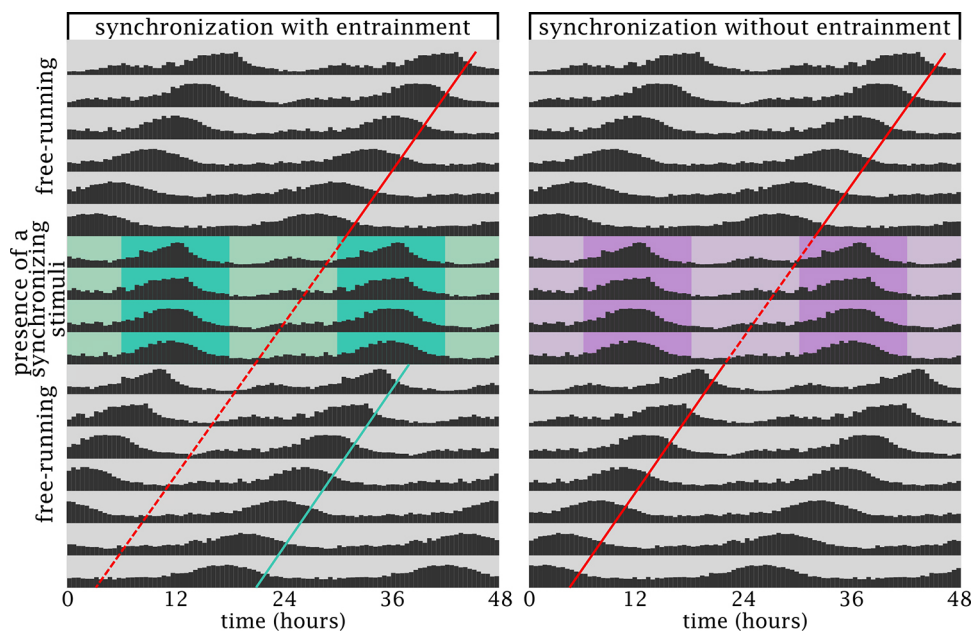 synchronization with entrainment
synchronization without entrainment
free-running
presence of a
synchronizing
stimuli
free-running
0 12 24 36 48
time (hours)
0 12 24 36 48
time (hours)